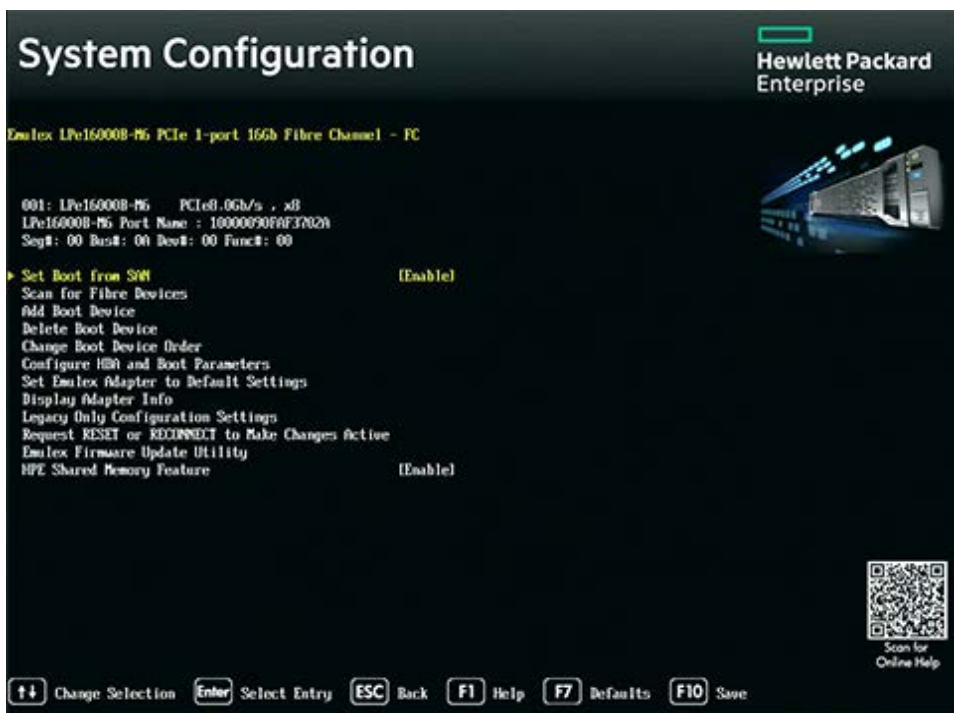 System Configuration
Hewlett Packard
Enterprise
Emulex LPe16000B-M6 PCIe 1-port 16Gb Fibre Channel - FC
001: LPe16000B-M6 PCIe8.0Gb/s , x8
LPe16000B-M6 Port Name : 10000090FAF3702A
Seg#: 00 Bus#: 0A Dev#: 00 Func#: 00
Set Boot from SAN [Enable]
Scan for Fibre Devices
Add Boot Device
Delete Boot Device
Change Boot Device Order
Configure HBA and Boot Parameters
Set Emulex Adapter to Default Settings
Display Adapter Info
Legacy Only Configuration Settings
Request RESET or RECONNECT to Make Changes Active
Emulex Firmware Update Utility
HPE Shared Memory Feature [Enable]
Scan for
Online Help
↑↓ Change Selection Enter Select Entry ESC Back F1 Help F7 Defaults F10 Save